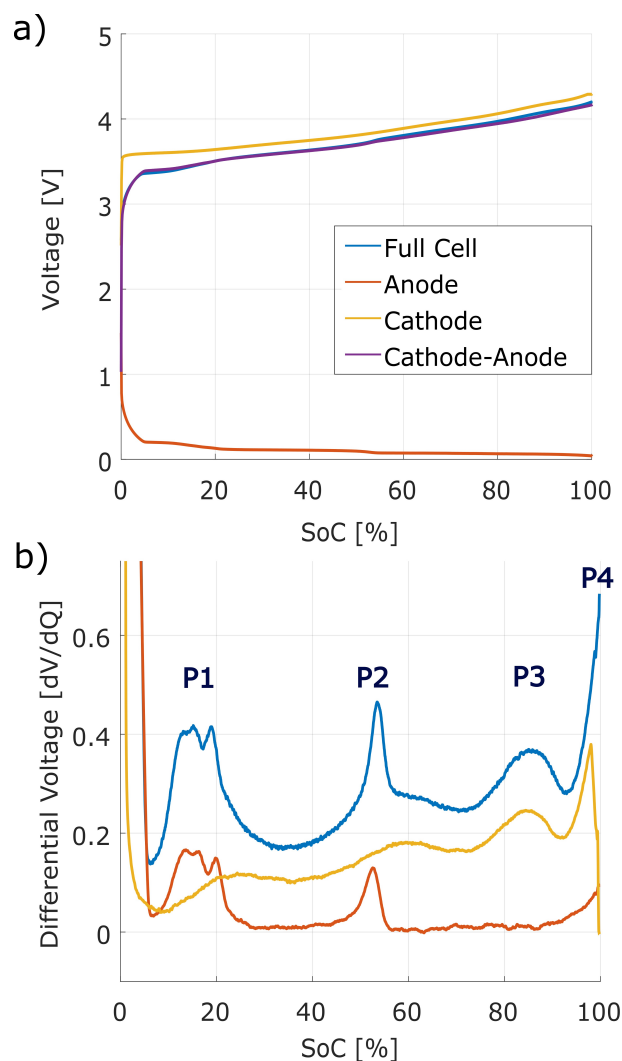 a)
5
4
3
2
1
0
Voltage [V]
Full Cell
Anode
Cathode
Cathode-Anode
0 20 40 60 80 100
SoC [%]
b)
P1 P2 P3 P4
0.6
0.4
0.2
0
Differential Voltage [dV/dQ]
0 20 40 60 80 100
SoC [%]